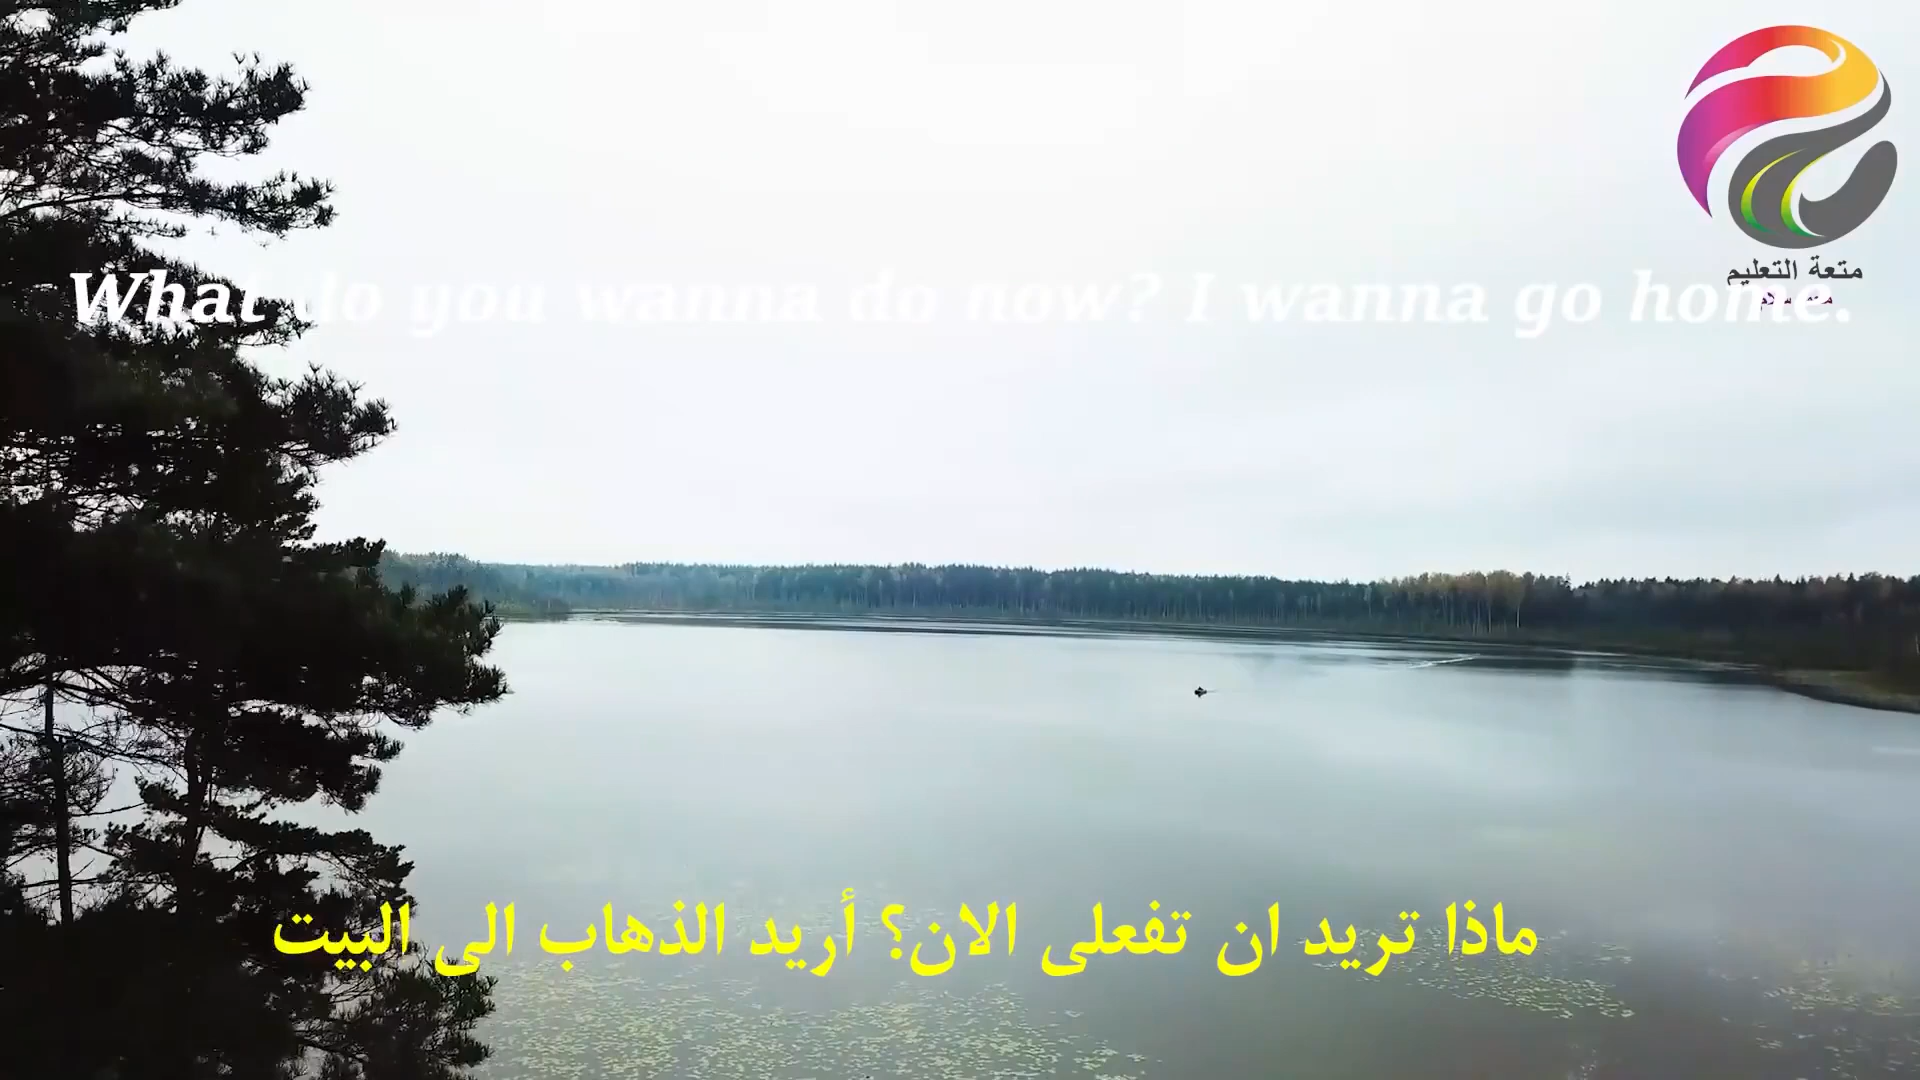 متعة التعليم
What do you wanna do now? I wanna go home.
ماذا تريد ان تفعلى الان؟ أريد الذهاب الى البيت